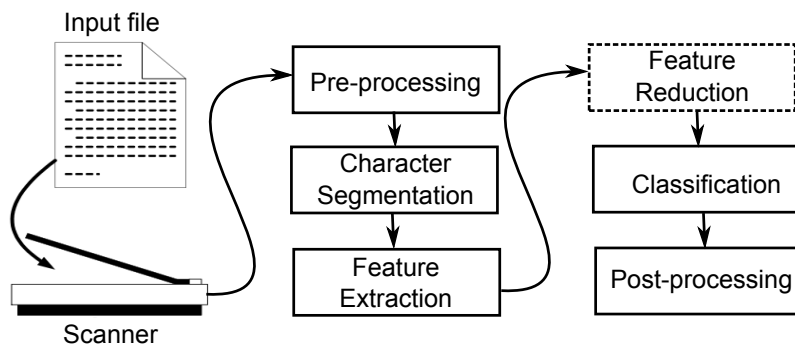 Input file
Scanner
Pre-processing
Character
Segmentation
Feature
Extraction
Feature
Reduction
Classification
Post-processing